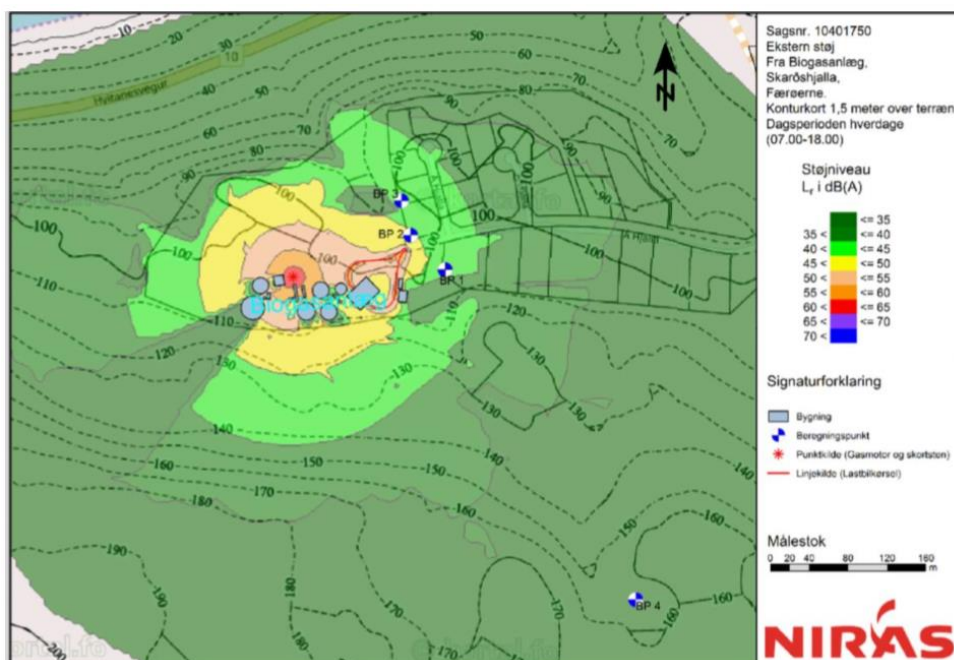 Sagsnr. 10401750
Ekstern støj
Fra Biogasanlæg,
Skarðshjalla,
Færøerne.
Konturkort 1,5 meter over terræn
Dagsperioden hverdage
(07.00-18.00)
Støjniveau
Lr i dB(A)
<= 35
35 < <= 40
40 < <= 45
45 < <= 50
50 < <= 55
55 < <= 60
60 < <= 65
65 < <= 70
70 <
Signaturforklaring
Bygning
Beregningspunkt
Punktkilde (Gasmotor og skortsten)
Linjekilde (Lastbilkørsel)
Målestok
0 20 40 80 120 160
m
NIRAS
N
Hvítanesvegur
10
BP 3
BP 2
BP 1
BP 4
Biogasanlæg
10
20
30
40
50
60
70
80
90
100
110
120
130
140
150
160
170
180
190
200